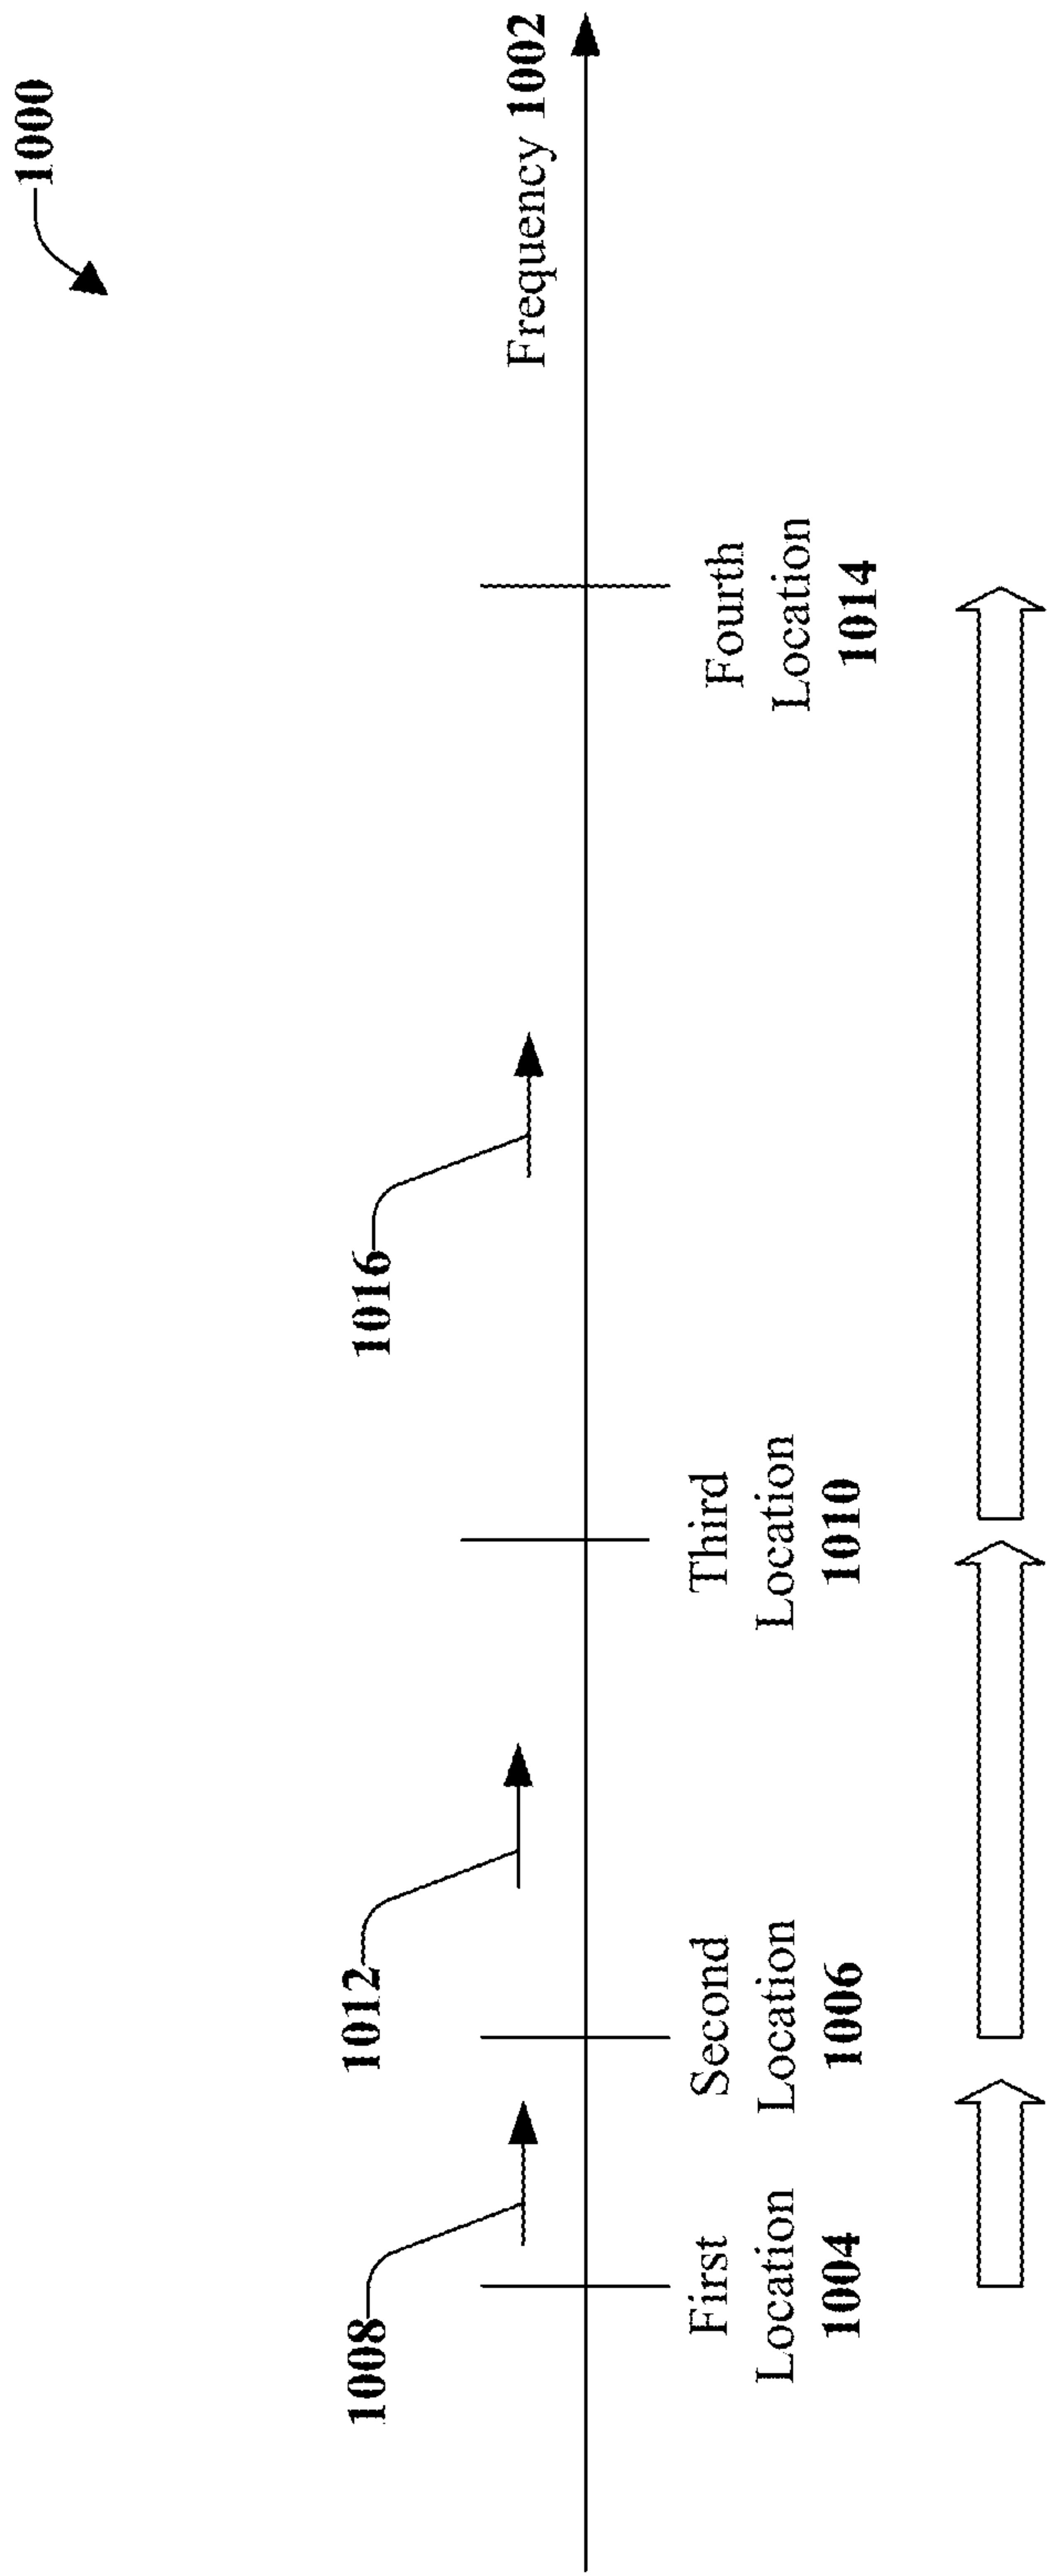 1000
Frequency 1002
1008
1012
1016
First
Location
1004
Second
Location
1006
Third
Location
1010
Fourth
Location
1014